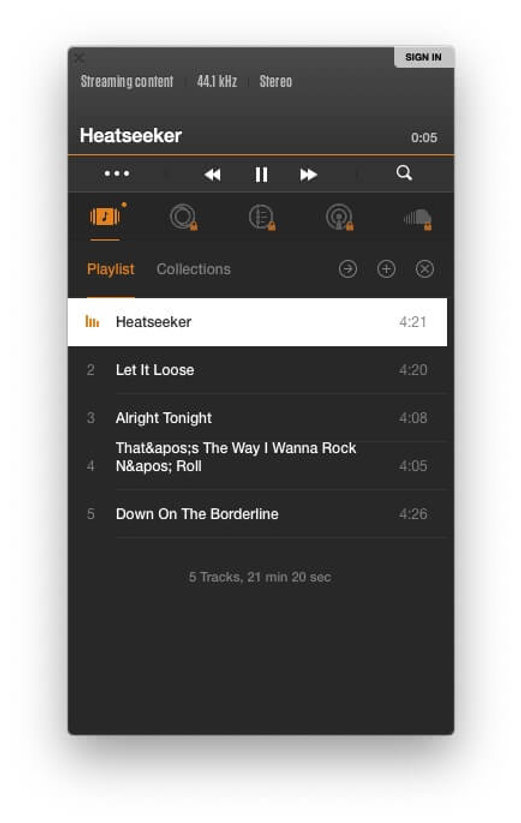 SIGN IN
Streaming content 44.1 kHz Stereo
Heatseeker 0:05
Playlist Collections
Heatseeker 4:21
2 Let It Loose 4:20
3 Alright Tonight 4:08
That&apos;s The Way I Wanna Rock
4 N&apos; Roll 4:05
5 Down On The Borderline 4:26
5 Tracks, 21 min 20 sec